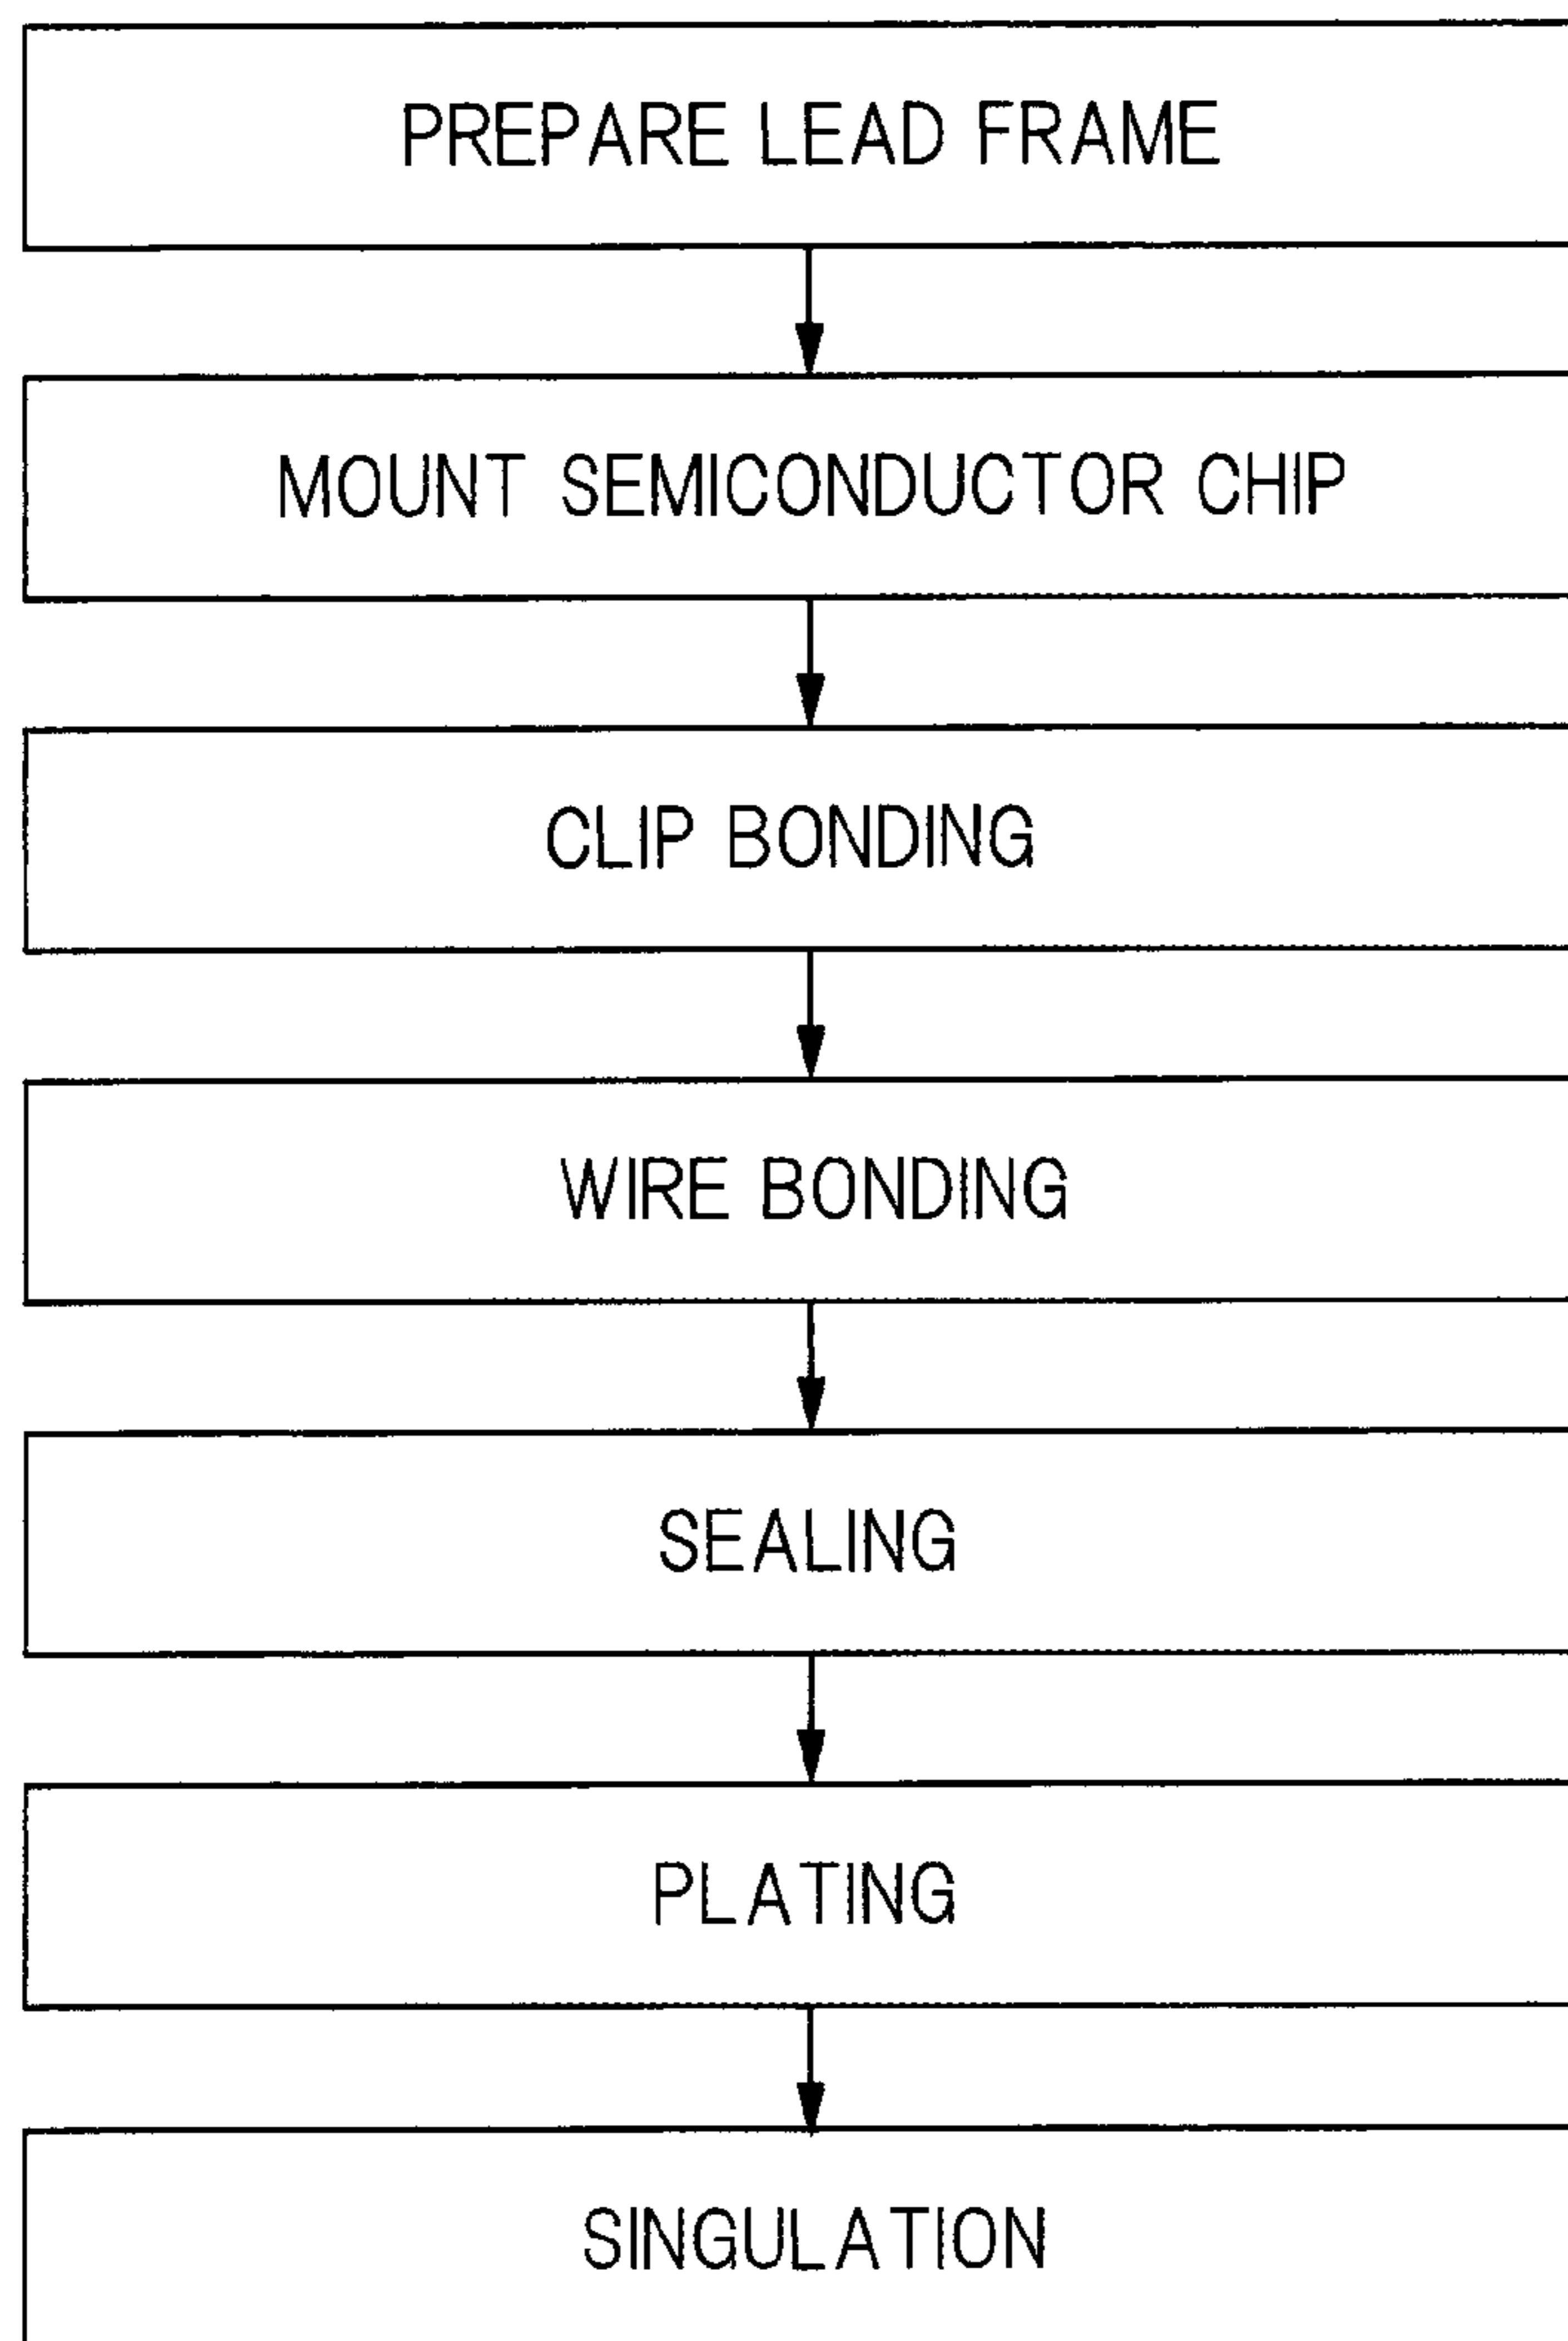 PREPARE LEAD FRAME
MOUNT SEMICONDUCTOR CHIP
CLIP BONDING
WIRE BONDING
SEALING
PLATING
SINGULATION